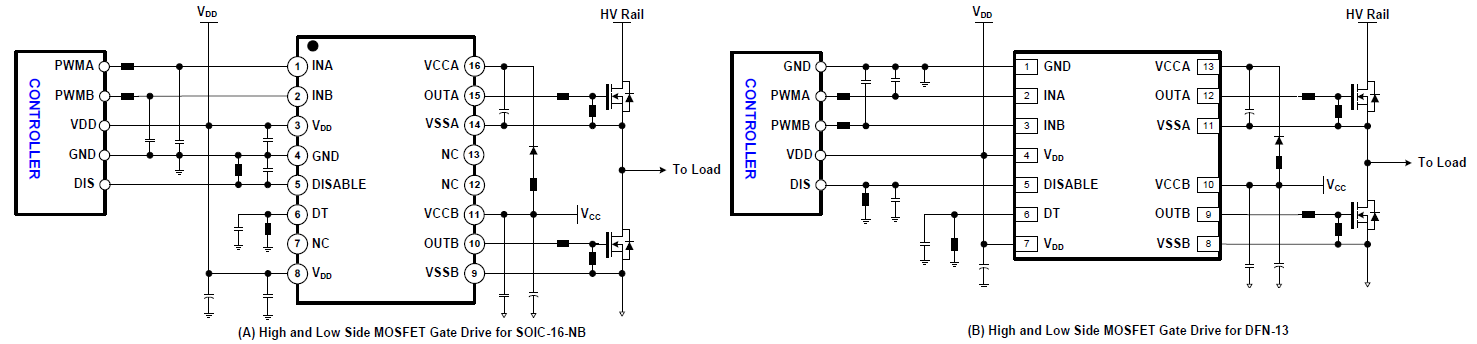 VDD
HV Rail
CONTROLLER
PWMA
PWMB
VDD
GND
DIS
1 INA
2 INB
3 VDD
4 GND
5 DISABLE
6 DT
7 NC
8 VDD
VCCA 16
OUTA 15
VSSA 14
NC 13
NC 12
VCCB 11
OUTB 10
VSSB 9
VCC
To Load
(A) High and Low Side MOSFET Gate Drive for SOIC-16-NB
VDD
HV Rail
CONTROLLER
GND
PWMA
PWMB
VDD
DIS
1 GND
2 INA
3 INB
4 VDD
5 DISABLE
6 DT
7 VDD
VCCA 13
OUTA 12
VSSA 11
VCCB 10
OUTB 9
VSSB 8
VCC
To Load
(B) High and Low Side MOSFET Gate Drive for DFN-13